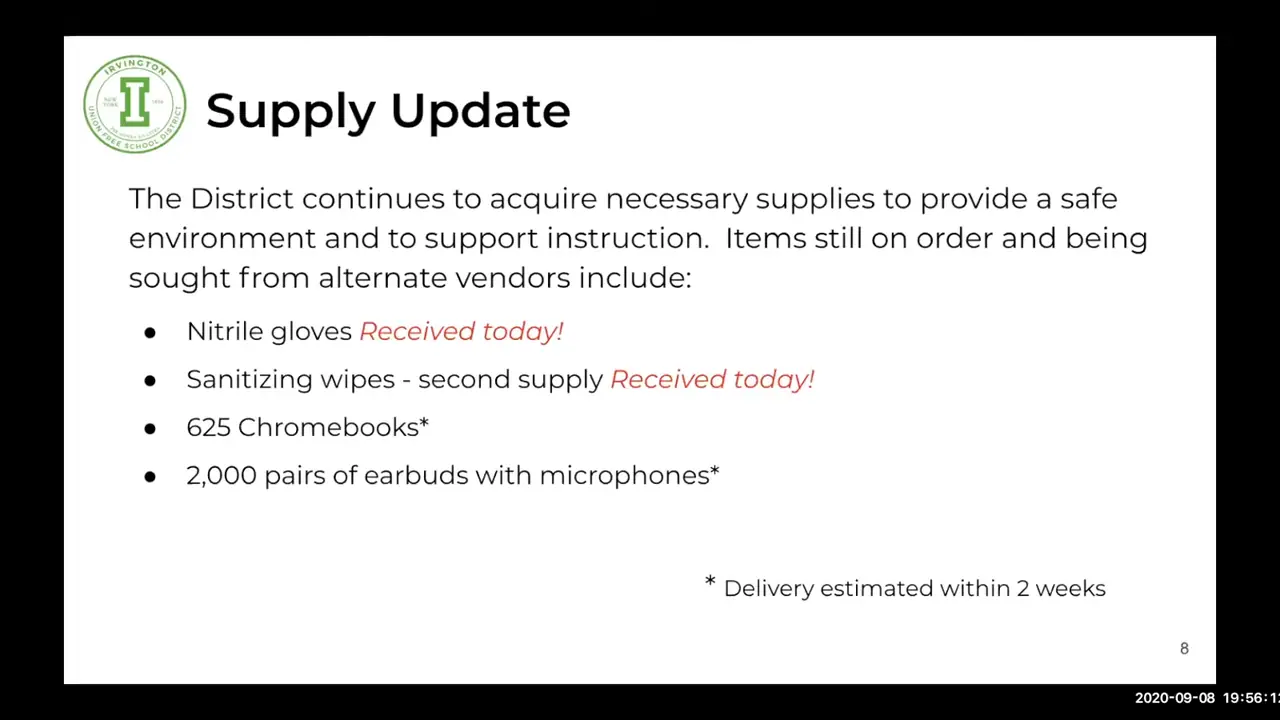 IRVINGTON
NEW YORK
I
UNION FREE SCHOOL DISTRICT
Supply Update
The District continues to acquire necessary supplies to provide a safe
environment and to support instruction.  Items still on order and being
sought from alternate vendors include:
● Nitrile gloves Received today!
● Sanitizing wipes - second supply Received today!
● 625 Chromebooks*
● 2,000 pairs of earbuds with microphones*
* Delivery estimated within 2 weeks
8
2020-09-08 19:56:1